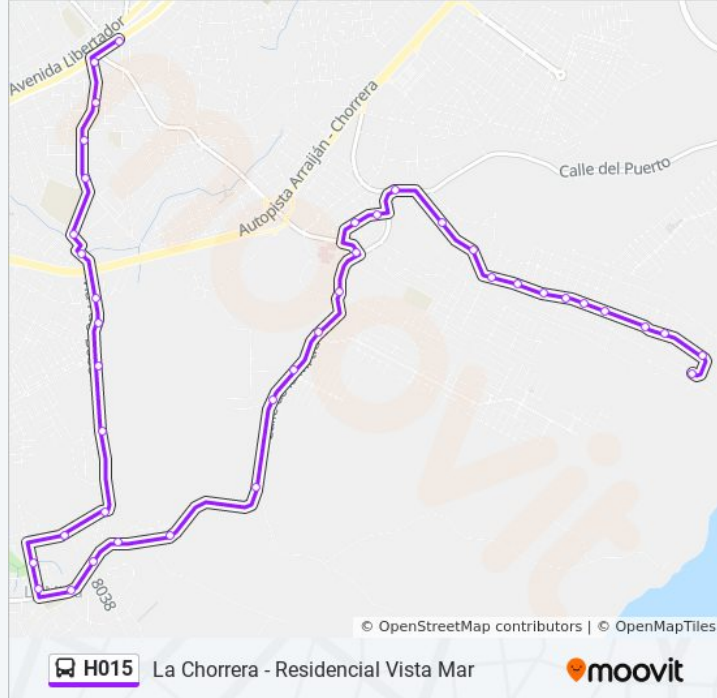 Avenida Libertador
Autopista Arraiján - Chorrera
Calle del Puerto
8038
© OpenStreetMap contributors | © OpenMapTiles
H015
La Chorrera - Residencial Vista Mar
moovit
moovit